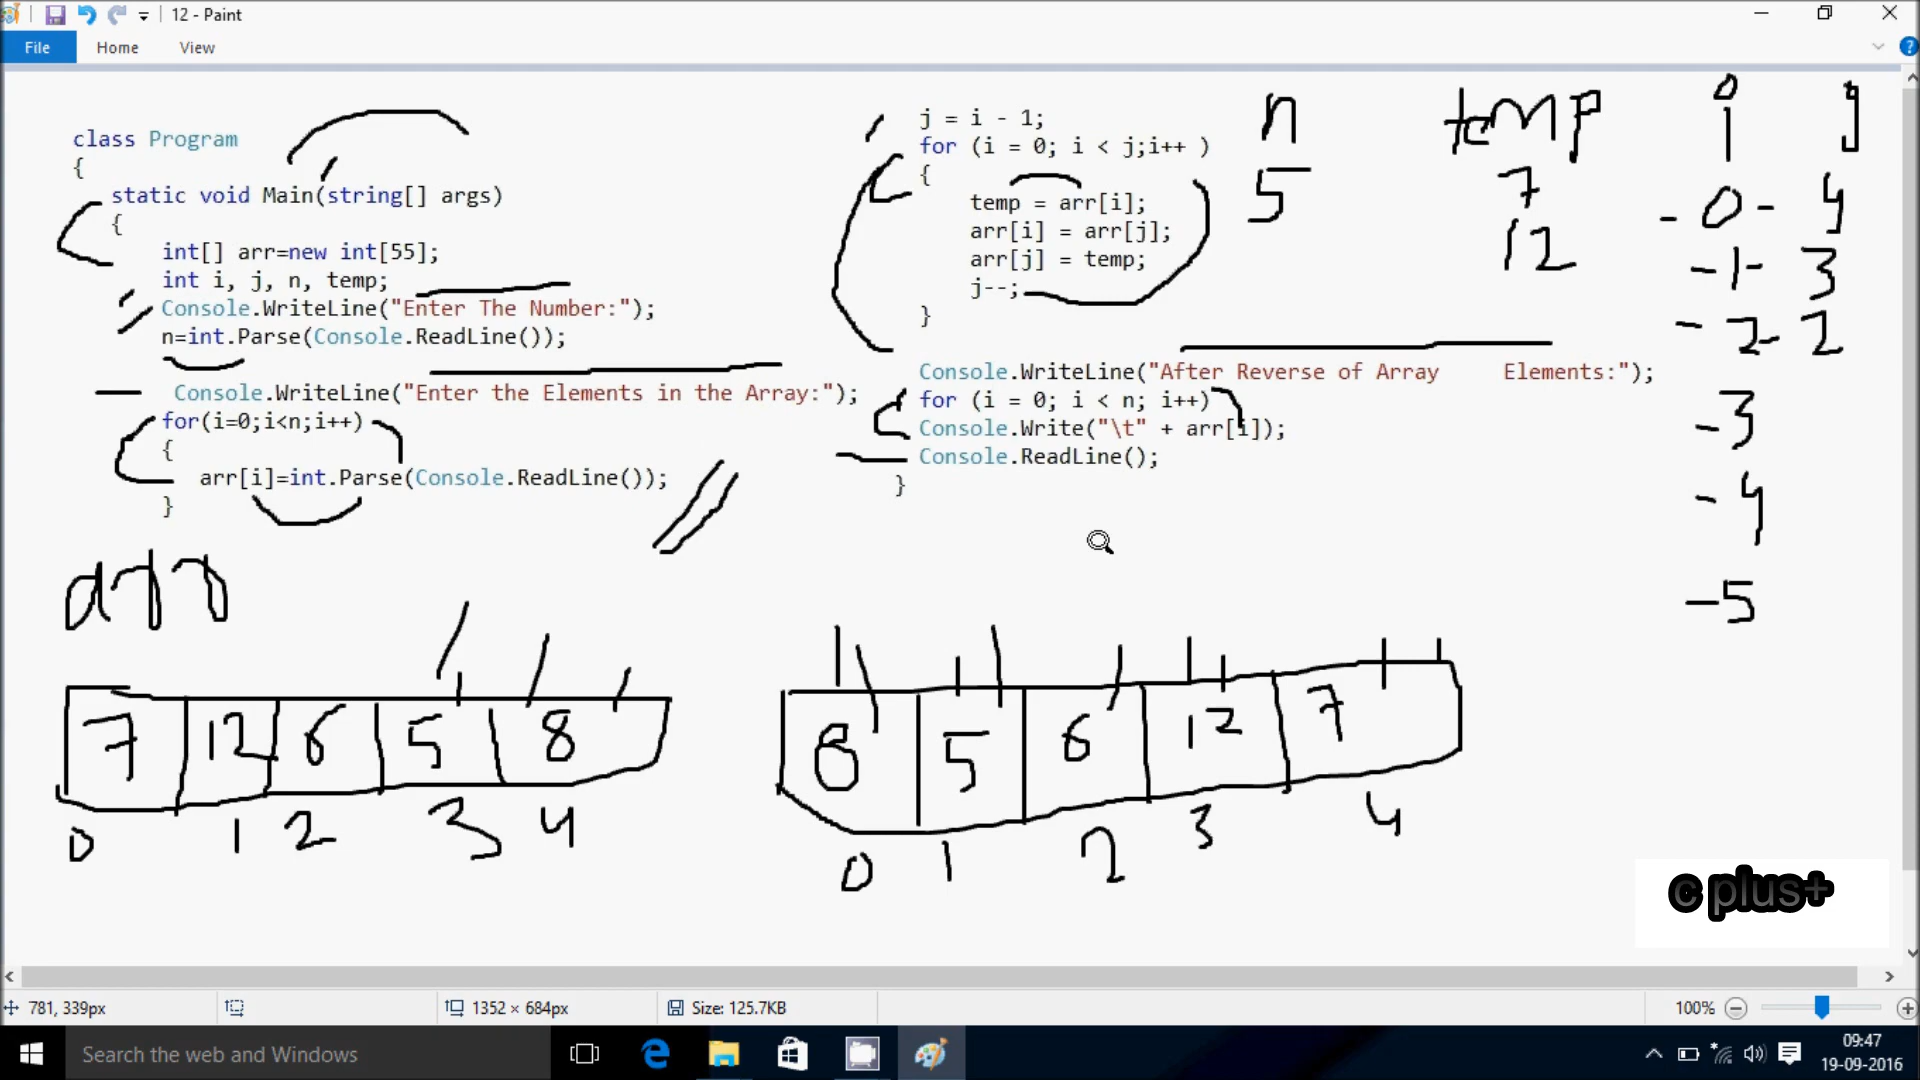 12 - Paint
File Home View
class Program
{
static void Main(string[] args)
{
int[] arr=new int[55];
int i, j, n, temp;
Console.WriteLine("Enter The Number:");
n=int.Parse(Console.ReadLine());
Console.WriteLine("Enter the Elements in the Array:");
for(i=0;i<n;i++)
{
arr[i]=int.Parse(Console.ReadLine());
}
j = i - 1;
for (i = 0; i < j;i++ )
{
temp = arr[i];
arr[i] = arr[j];
arr[j] = temp;
j--;
}
Console.WriteLine("After Reverse of Array Elements:");
for (i = 0; i < n; i++)
Console.Write("\t" + arr[i]);
Console.ReadLine();
}
n temp i j
5 7 -0- 4
12 -1- 3
-2- 2
-3
-4
-5
arr
7 12 6 5 8
0 1 2 3 4
8 5 6 12 7
0 1 2 3 4
c plus+
781, 339px
1352 × 684px
Size: 125.7KB
100%
Search the web and Windows
09:47
19-09-2016